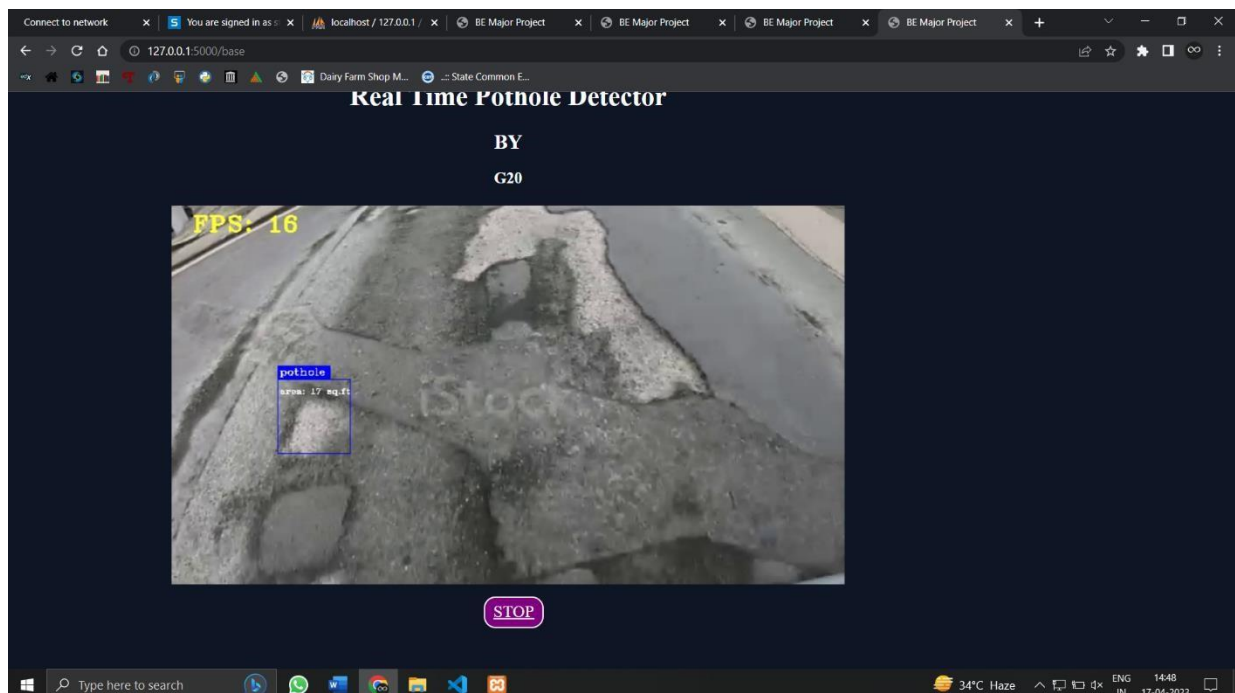 Connect to network
You are signed in as s
localhost / 127.0.0.1 /
BE Major Project
BE Major Project
BE Major Project
BE Major Project
127.0.0.1:5000/base
Dairy Farm Shop M...
..:: State Common E...
Real Time Pothole Detector
BY
G20
FPS: 16
pothole
area: 17 sq.ft
iStock
STOP
Type here to search
34°C Haze
ENG
IN
14:48
17-04-2023